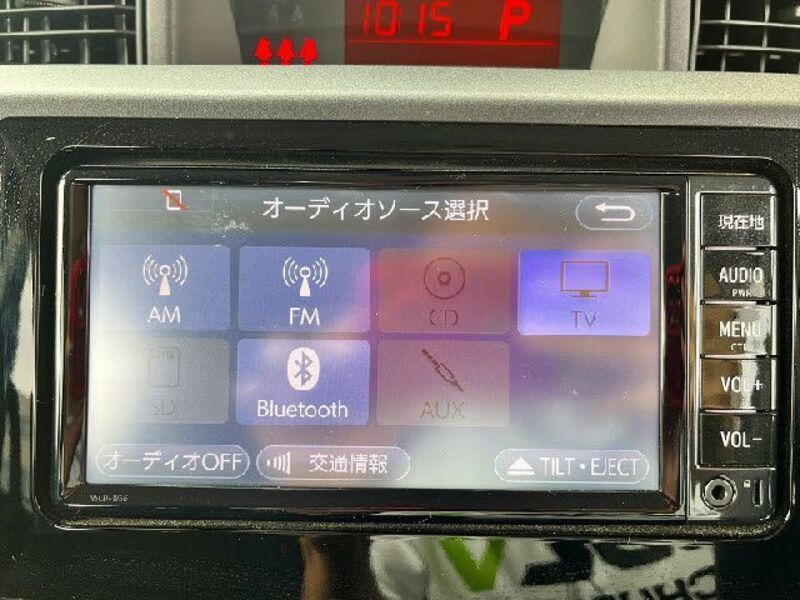 1015 P
オーディオソース選択
AM FM CD TV
SD Bluetooth AUX
オーディオOFF 交通情報 TILT・EJECT
現在地
AUDIO
PWR
MENU
VOL+
VOL-